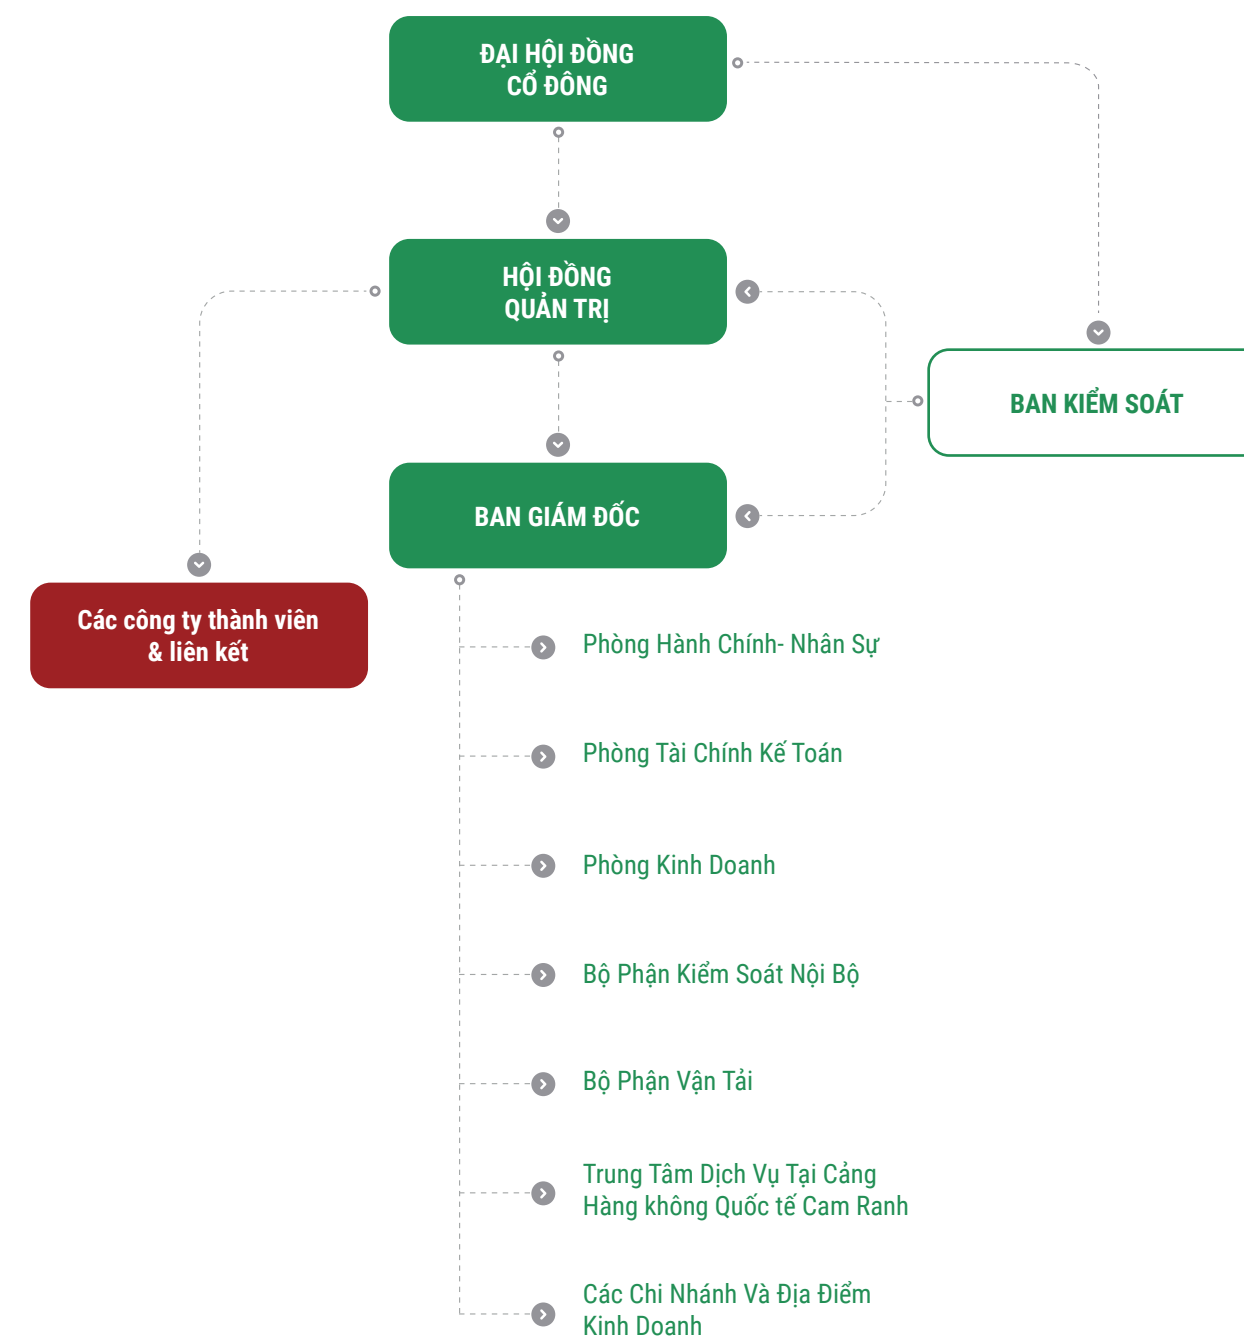 ĐẠI HỘI ĐỒNG
CỔ ĐÔNG
HỘI ĐỒNG
QUẢN TRỊ
BAN KIỂM SOÁT
BAN GIÁM ĐỐC
Các công ty thành viên
& liên kết
Phòng Hành Chính- Nhân Sự
Phòng Tài Chính Kế Toán
Phòng Kinh Doanh
Bộ Phận Kiểm Soát Nội Bộ
Bộ Phận Vận Tải
Trung Tâm Dịch Vụ Tại Cảng
Hàng không Quốc tế Cam Ranh
Các Chi Nhánh Và Địa Điểm
Kinh Doanh